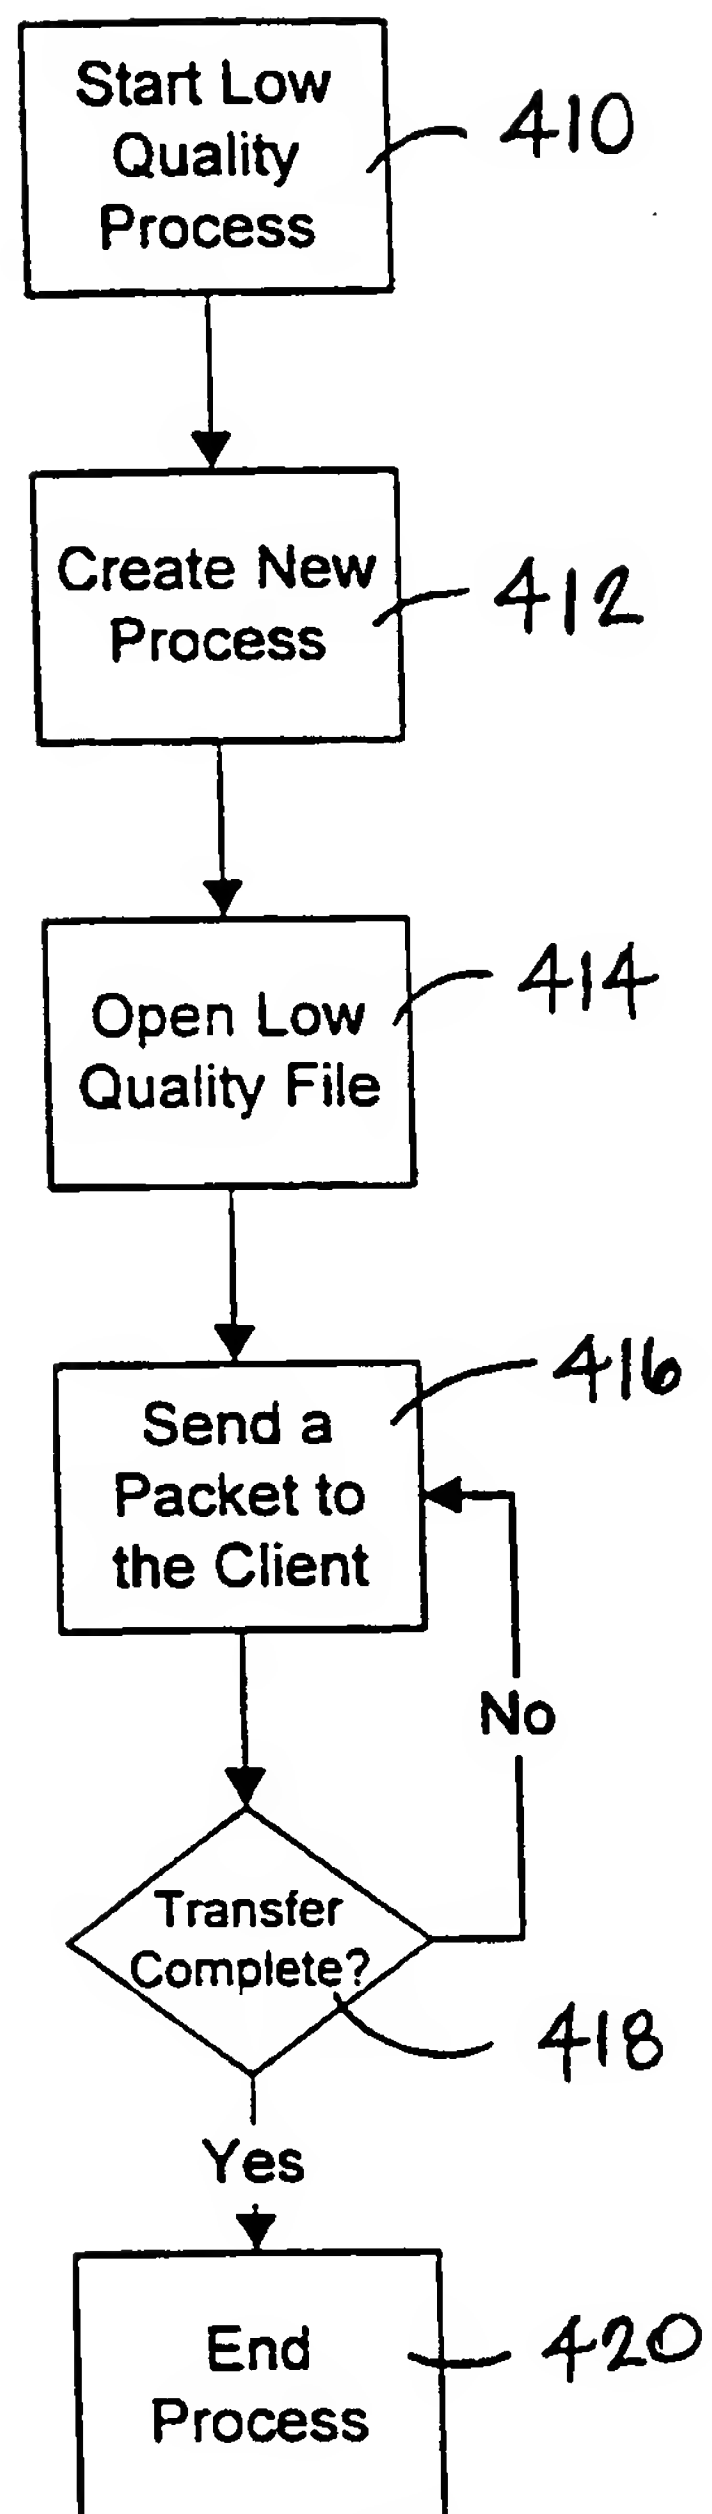 Start Low
Quality
Process
410
Create New
Process
412
Open Low
Quality File
414
Send a
Packet to
the Client
416
No
Transfer
Complete?
418
Yes
End
Process
420